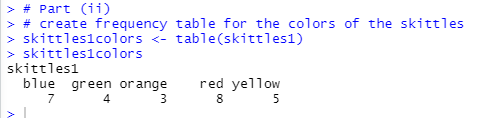 > # Part (ii)
> # create frequency table for the colors of the skittles
> skittles1colors <- table(skittles1)
> skittles1colors
skittles1
  blue  green orange    red yellow
     7      4      3      8      5
>